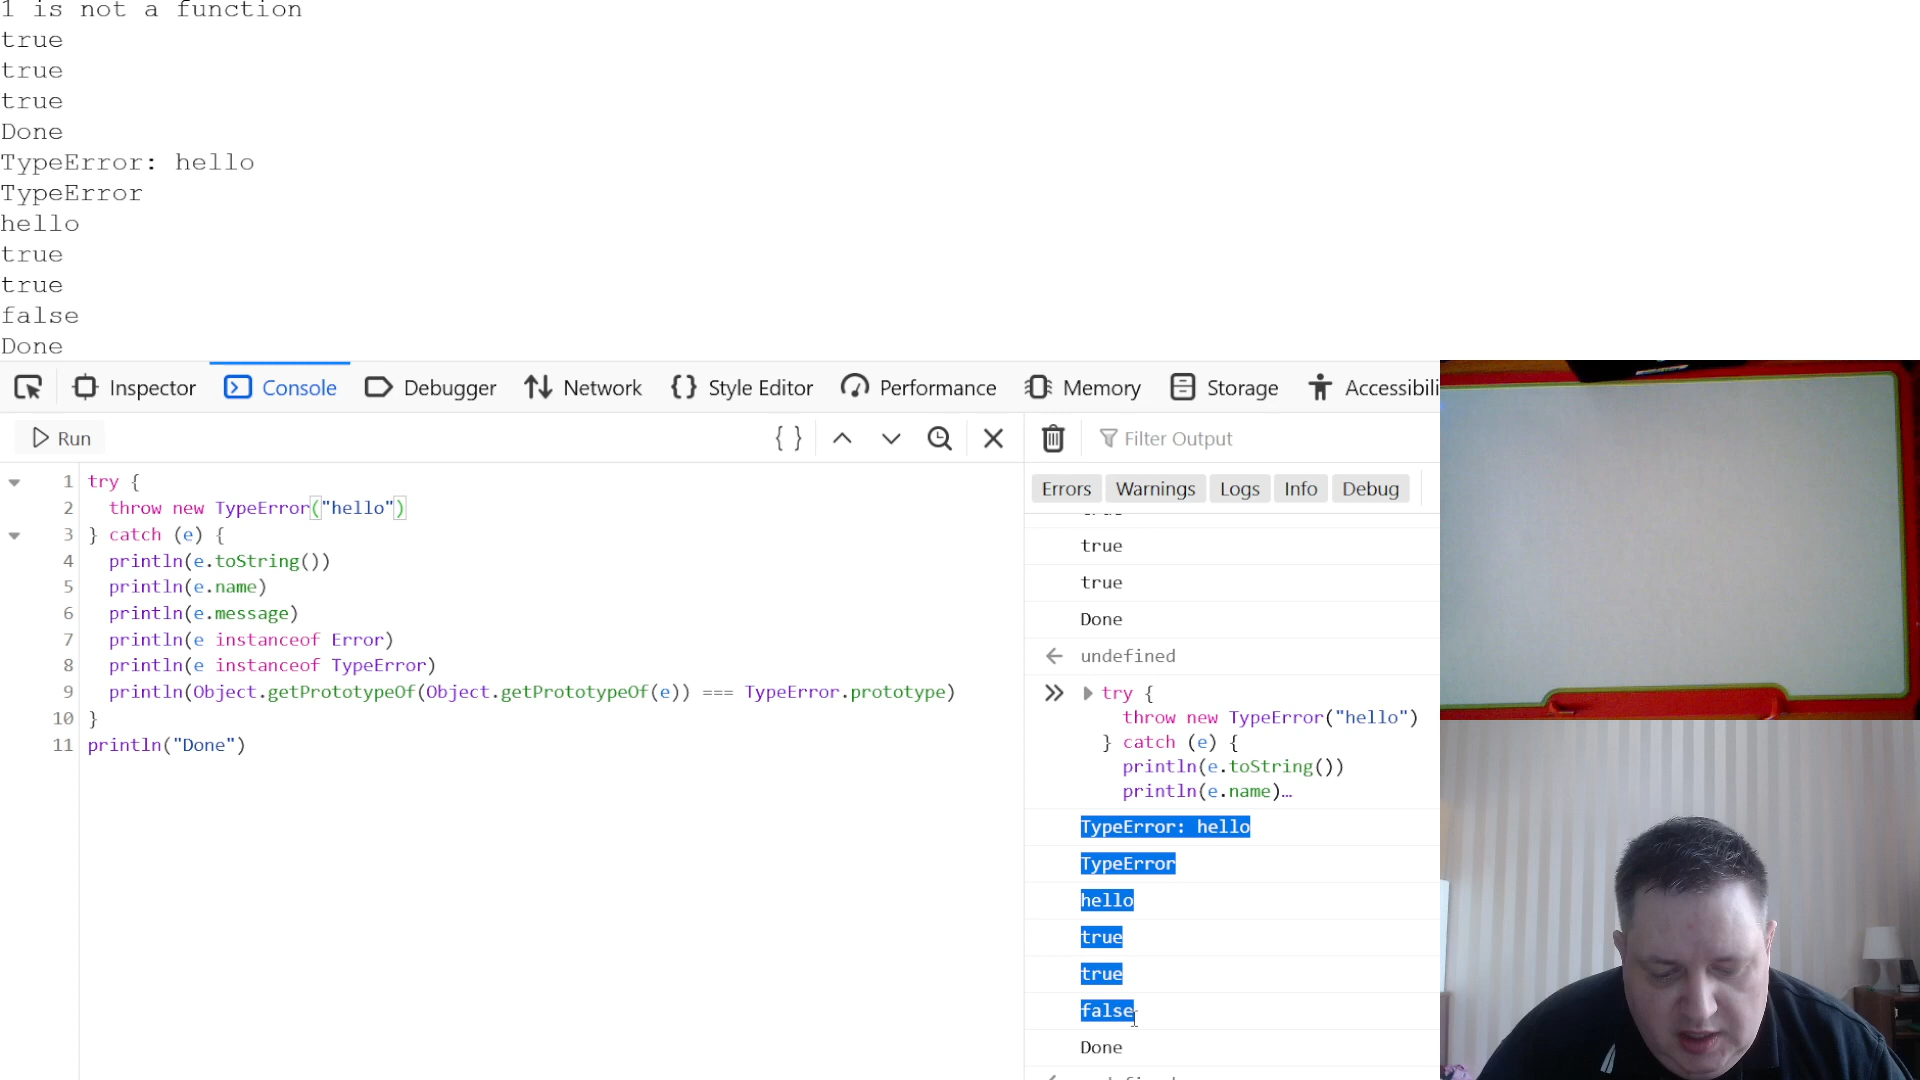 1 is not a function
true
true
true
Done
TypeError: hello
TypeError
hello
true
true
false
Done
Inspector
Console
Debugger
Network
{} Style Editor
Performance
Memory
Storage
Accessibili
Run
{ }
Filter Output
Errors
Warnings
Logs
Info
Debug
1 try {
2 throw new TypeError("hello")
3 } catch (e) {
4 println(e.toString())
5 println(e.name)
6 println(e.message)
7 println(e instanceof Error)
8 println(e instanceof TypeError)
9 println(Object.getPrototypeOf(Object.getPrototypeOf(e)) === TypeError.prototype)
10 }
11 println("Done")
true
true
Done
undefined
try {
throw new TypeError("hello")
} catch (e) {
println(e.toString())
println(e.name)…
TypeError: hello
TypeError
hello
true
true
false
Done